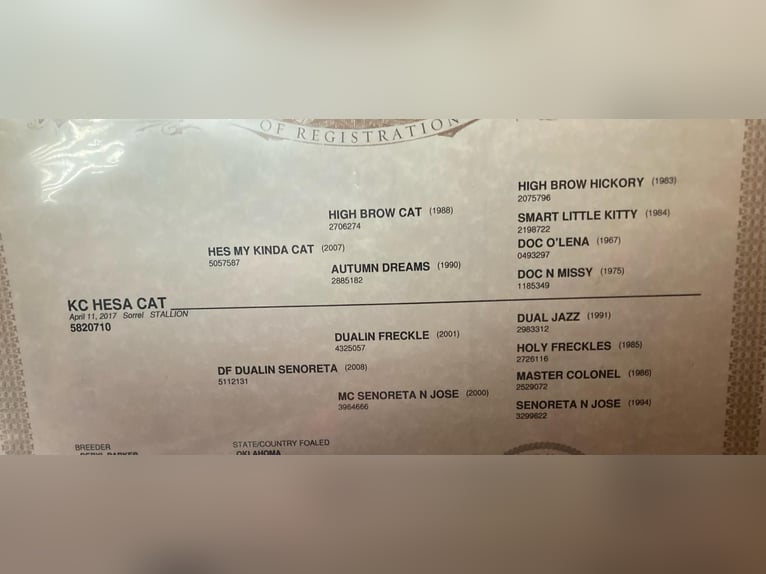 OF REGISTRATION
HIGH BROW HICKORY (1983)
2075796
HIGH BROW CAT (1988)
2706274
SMART LITTLE KITTY (1984)
2198722
HES MY KINDA CAT (2007)
5057587
DOC O'LENA (1967)
0493297
AUTUMN DREAMS (1990)
2885182
DOC N MISSY (1975)
1185349
KC HESA CAT
April 11, 2017 Sorrel STALLION
5820710
DUAL JAZZ (1991)
2983312
DUALIN FRECKLE (2001)
4325057
HOLY FRECKLES (1985)
2726116
DF DUALIN SENORETA (2008)
5112131
MASTER COLONEL (1986)
2529072
MC SENORETA N JOSE (2000)
3964666
SENORETA N JOSE (1994)
3299622
BREEDER
STATE/COUNTRY FOALED
OKLAHOMA